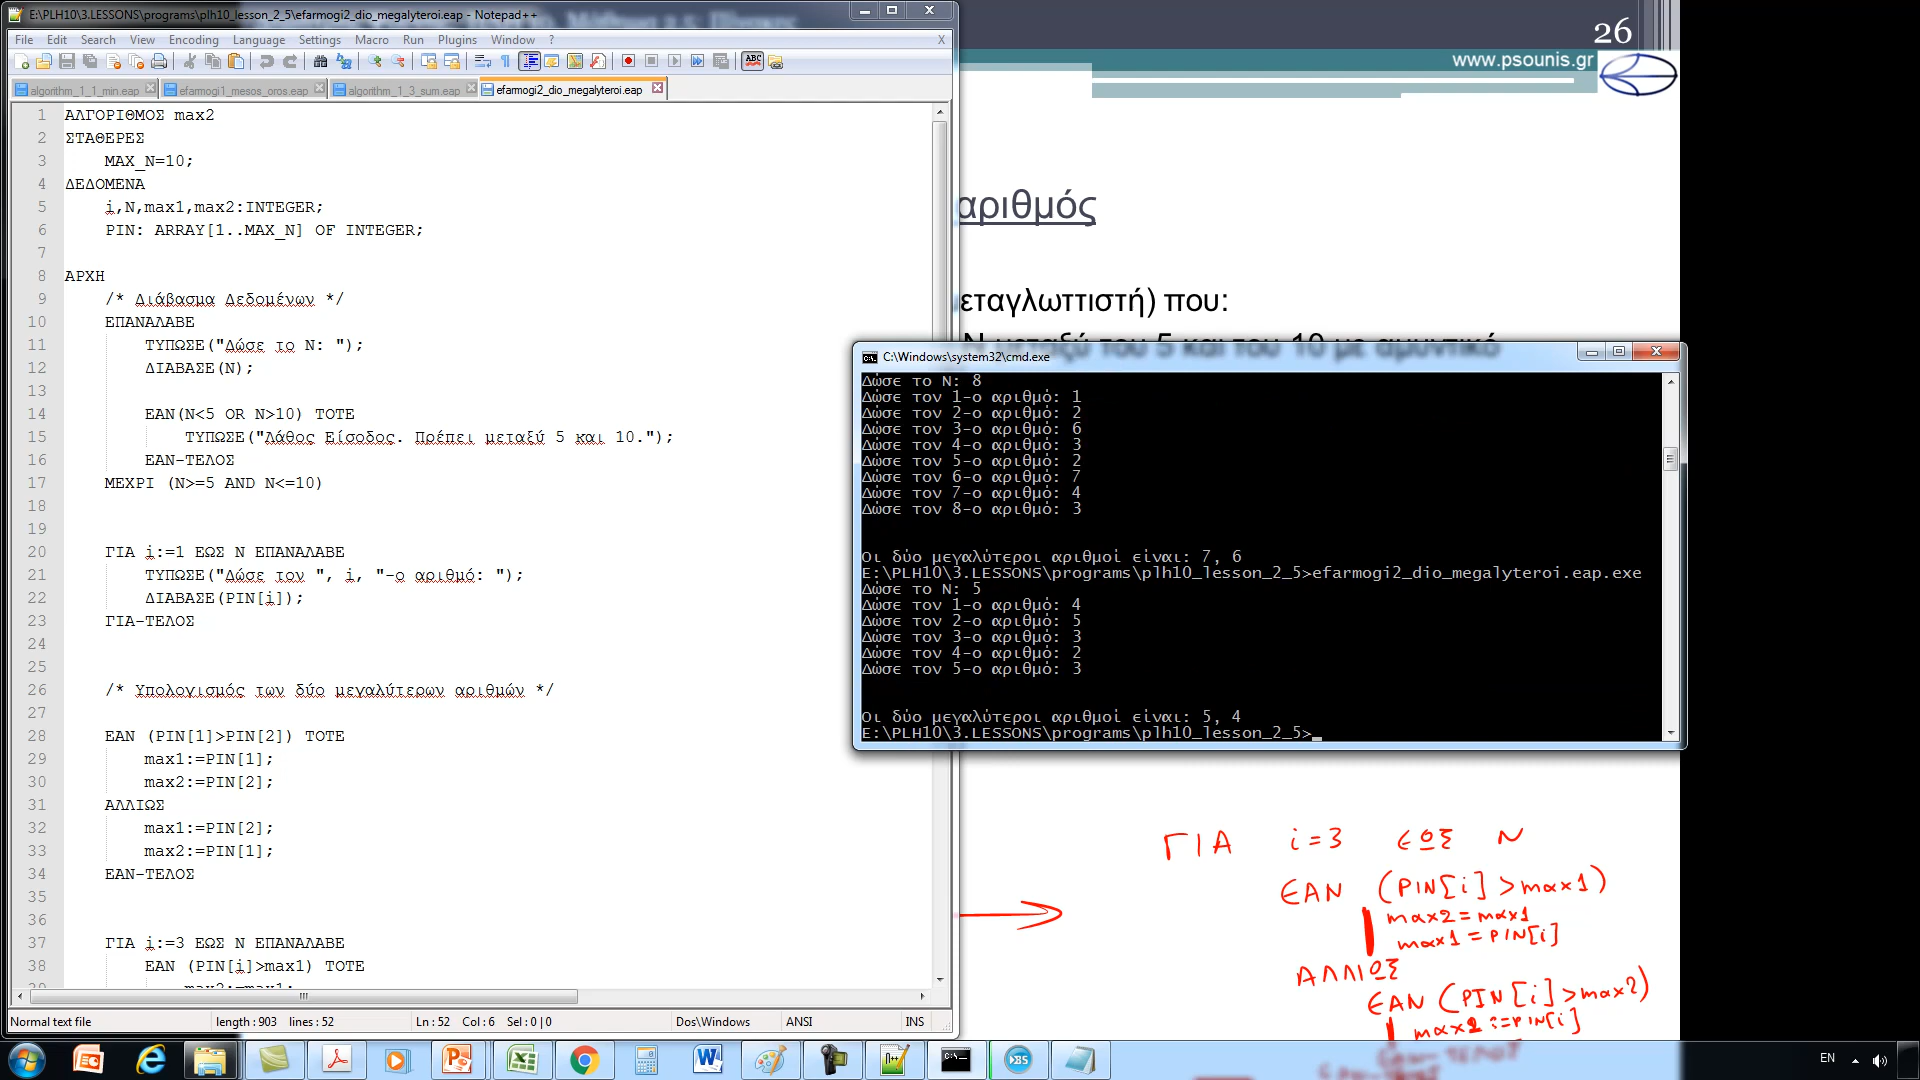 E:\PLH10\3.LESSONS\programs\plh10_lesson_2_5\efarmogi2_dio_megalyteroi.eap - Notepad++
File Edit Search View Encoding Language Settings Macro Run Plugins Window ? X
algorithm_1_1_min.eap efarmogi1_mesos_oros.eap algorithm_1_3_sum.eap efarmogi2_dio_megalyteroi.eap
1 ΑΛΓΟΡΙΘΜΟΣ max2
2 ΣΤΑΘΕΡΕΣ
3 MAX_N=10;
4 ΔΕΔΟΜΕΝΑ
5 i,N,max1,max2:INTEGER;
6 PIN: ARRAY[1..MAX_N] OF INTEGER;
7
8 ΑΡΧΗ
9 /* Διάβασμα Δεδομένων */
10 ΕΠΑΝΑΛΑΒΕ
11 ΤΥΠΩΣΕ("Δώσε το N: ");
12 ΔΙΑΒΑΣΕ(N);
13
14 ΕΑΝ(N<5 OR N>10) ΤΟΤΕ
15 ΤΥΠΩΣΕ("Λάθος Είσοδος. Πρέπει μεταξύ 5 και 10.");
16 ΕΑΝ-ΤΕΛΟΣ
17 ΜΕΧΡΙ (N>=5 AND N<=10)
18
19
20 ΓΙΑ i:=1 ΕΩΣ N ΕΠΑΝΑΛΑΒΕ
21 ΤΥΠΩΣΕ("Δώσε τον ", i, "-ο αριθμό: ");
22 ΔΙΑΒΑΣΕ(PIN[i]);
23 ΓΙΑ-ΤΕΛΟΣ
24
25
26 /* Υπολογισμός των δύο μεγαλύτερων αριθμών */
27
28 ΕΑΝ (PIN[1]>PIN[2]) ΤΟΤΕ
29 max1:=PIN[1];
30 max2:=PIN[2];
31 ΑΛΛΙΩΣ
32 max1:=PIN[2];
33 max2:=PIN[1];
34 ΕΑΝ-ΤΕΛΟΣ
35
36
37 ΓΙΑ i:=3 ΕΩΣ N ΕΠΑΝΑΛΑΒΕ
38 ΕΑΝ (PIN[i]>max1) ΤΟΤΕ
Normal text file length : 903 lines : 52 Ln : 52 Col : 6 Sel : 0 | 0 Dos\Windows ANSI INS
26
www.psounis.gr
αριθμός
εταγλωττιστή) που:
Ν μεταξύ του 5 και του 10 με αμυντικό
C:\Windows\system32\cmd.exe
Δώσε το N: 8
Δώσε τον 1-ο αριθμό: 1
Δώσε τον 2-ο αριθμό: 2
Δώσε τον 3-ο αριθμό: 6
Δώσε τον 4-ο αριθμό: 3
Δώσε τον 5-ο αριθμό: 2
Δώσε τον 6-ο αριθμό: 7
Δώσε τον 7-ο αριθμό: 4
Δώσε τον 8-ο αριθμό: 3
Οι δύο μεγαλύτεροι αριθμοί είναι: 7, 6
E:\PLH10\3.LESSONS\programs\plh10_lesson_2_5>efarmogi2_dio_megalyteroi.eap.exe
Δώσε το N: 5
Δώσε τον 1-ο αριθμό: 4
Δώσε τον 2-ο αριθμό: 5
Δώσε τον 3-ο αριθμό: 3
Δώσε τον 4-ο αριθμό: 2
Δώσε τον 5-ο αριθμό: 3
Οι δύο μεγαλύτεροι αριθμοί είναι: 5, 4
E:\PLH10\3.LESSONS\programs\plh10_lesson_2_5>_
ΓΙΑ i=3 ΕΩΣ N
ΕΑΝ (PIN[i]>max1)
max2=max1
max1=PIN[i]
ΑΛΛΙΩΣ
ΕΑΝ (PIN[i]>max2)
max2:=PIN[i]
EN